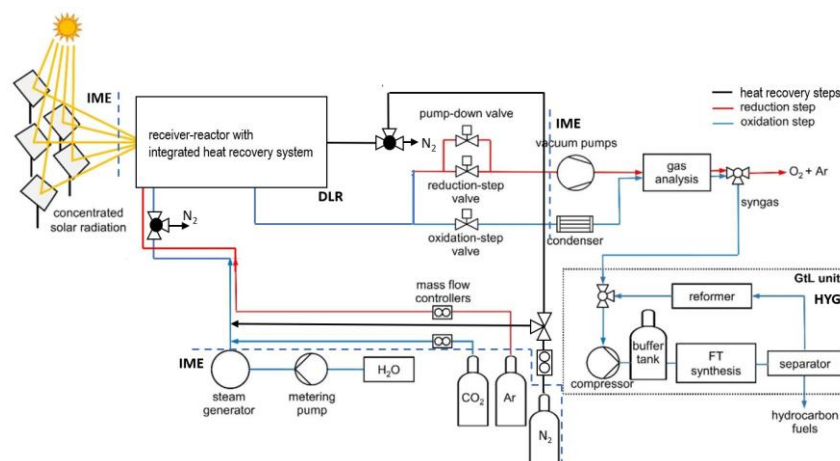 IME
receiver-reactor with
integrated heat recovery system
DLR
concentrated
solar radiation
N2
N2
pump-down valve
reduction-step
valve
oxidation-step
valve
IME
vacuum pumps
condenser
gas
analysis
heat recovery steps
reduction step
oxidation step
O2 + Ar
syngas
mass flow
controllers
IME
steam
generator
metering
pump
H2O
CO2
Ar
N2
GtL unit
HYG
reformer
buffer
tank
compressor
FT
synthesis
separator
hydrocarbon
fuels